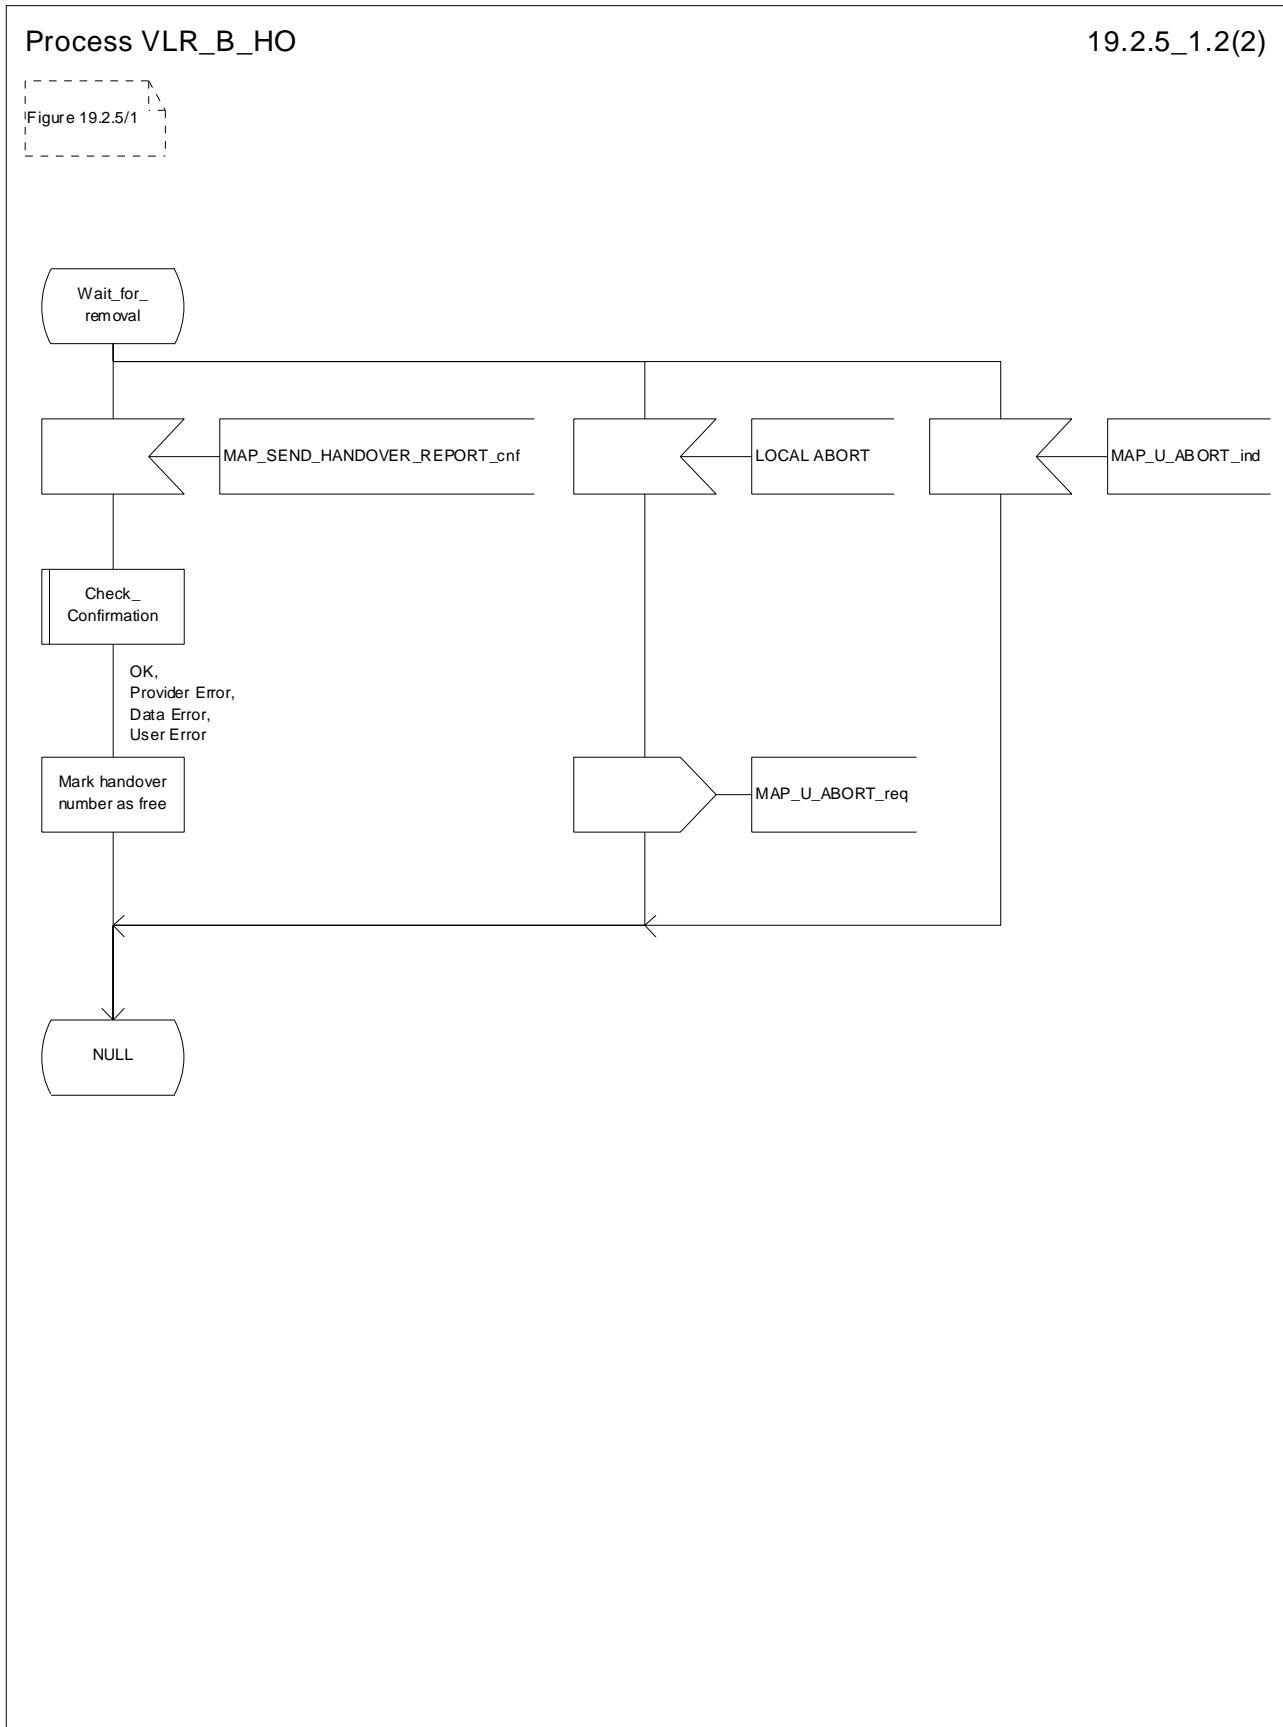 Process VLR_B_HO
19.2.5_1.2(2)
Figure 19.2.5/1
Wait_for_
removal
MAP_SEND_HANDOVER_REPORT_cnf
LOCAL ABORT
MAP_U_ABORT_ind
Check_
Confirmation
OK,
Provider Error,
Data Error,
User Error
Mark handover
number as free
MAP_U_ABORT_req
NULL